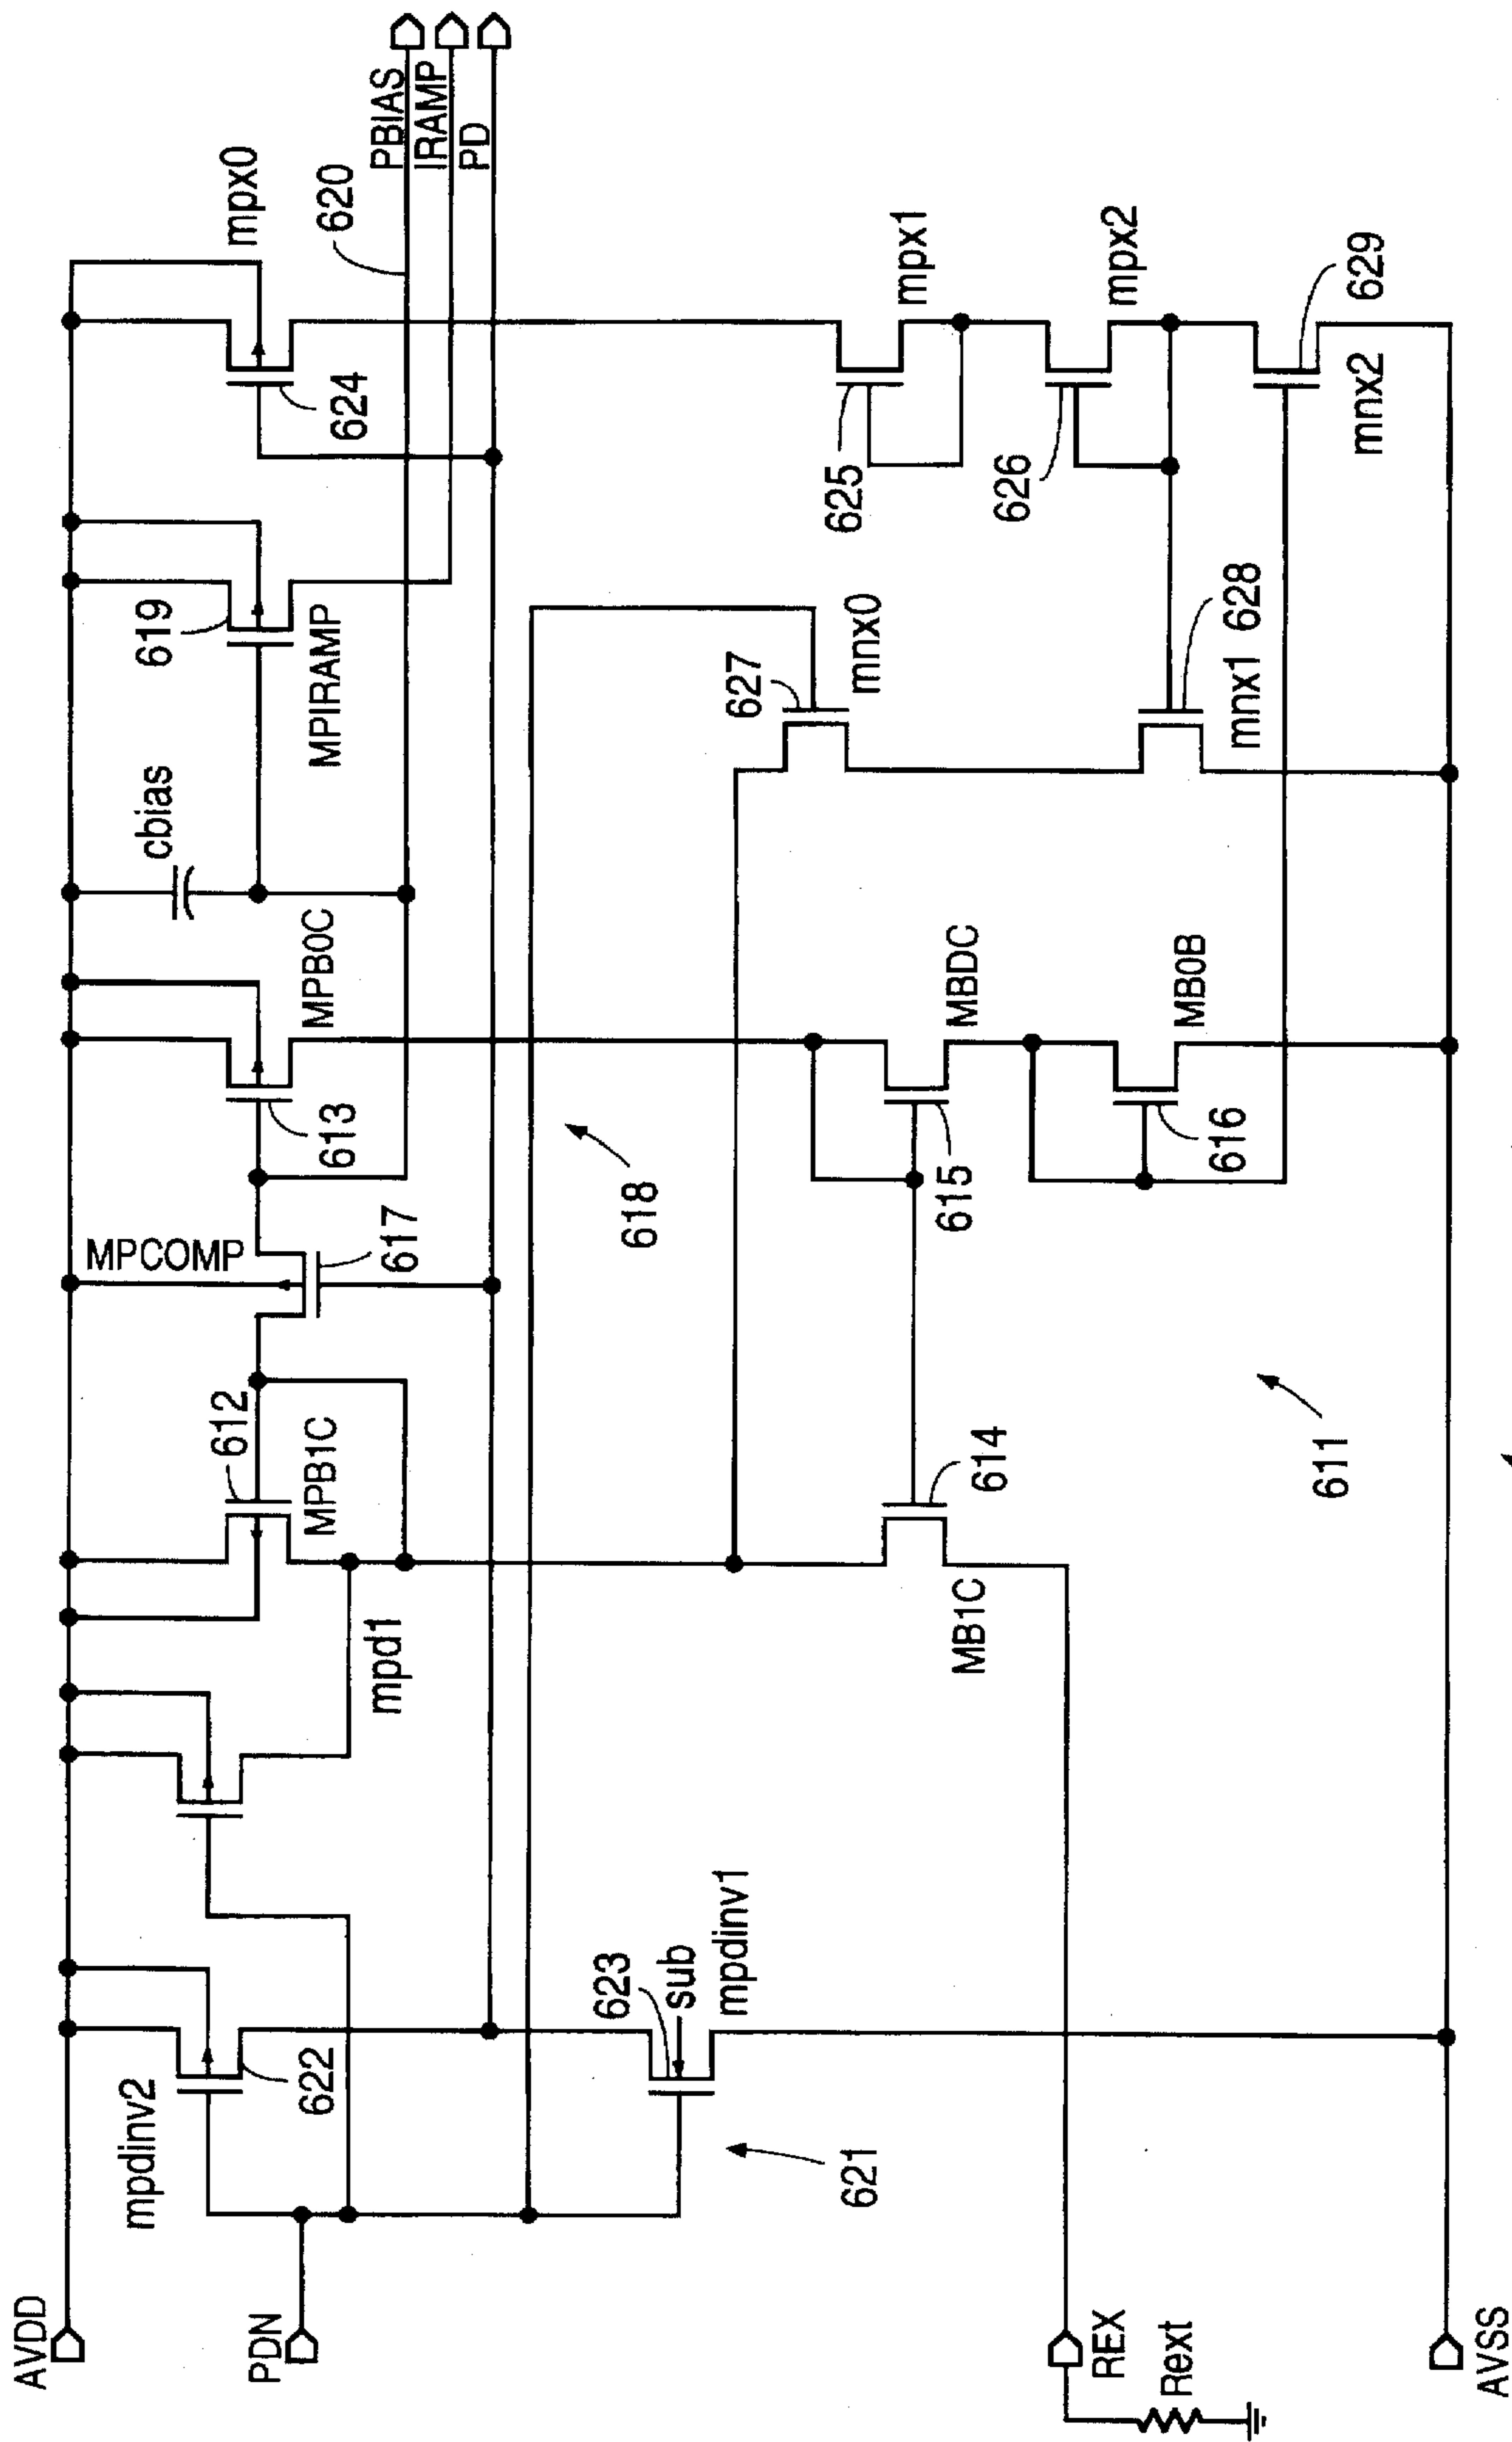 AVDD
mpdinv2
622
PDN
623
sub
mpdinv1
621
mpd1
612
MPB1C
MPCOMP
617
613
MPB0C
cbias
619
MPIRAMP
624
mpx0
620
PBIAS
IRAMP
PD
618
627
mnx0
625
mpx1
626
mpx2
MB1C
614
615
MBDC
616
MB0B
mnx1
628
mnx2
629
611
REX
Rext
AVSS